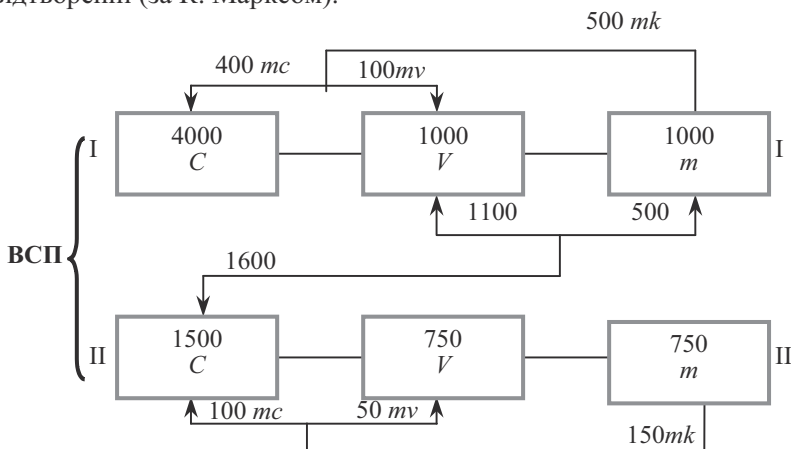 ідтворенні (за К. Марксом).
500 mk
400 mc 100mv
I 4000 1000 1000 I
C V m
1100 500
ВСП
1600
II 1500 750 750 II
C V m
100 mc 50 mv
150mk